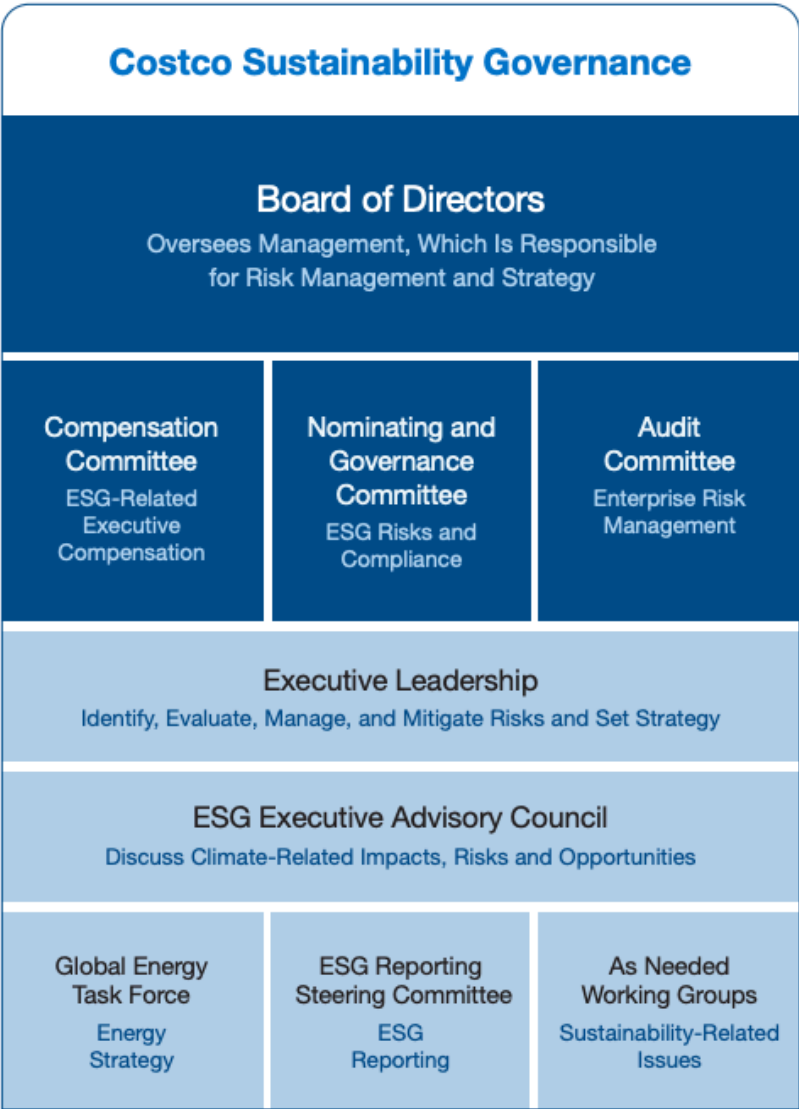 Costco Sustainability Governance
Board of Directors
Oversees Management, Which Is Responsible
for Risk Management and Strategy
Compensation
Committee
ESG-Related
Executive
Compensation
Nominating and
Governance
Committee
ESG Risks and
Compliance
Audit
Committee
Enterprise Risk
Management
Executive Leadership
Identify, Evaluate, Manage, and Mitigate Risks and Set Strategy
ESG Executive Advisory Council
Discuss Climate-Related Impacts, Risks and Opportunities
Global Energy
Task Force
Energy
Strategy
ESG Reporting
Steering Committee
ESG
Reporting
As Needed
Working Groups
Sustainability-Related
Issues